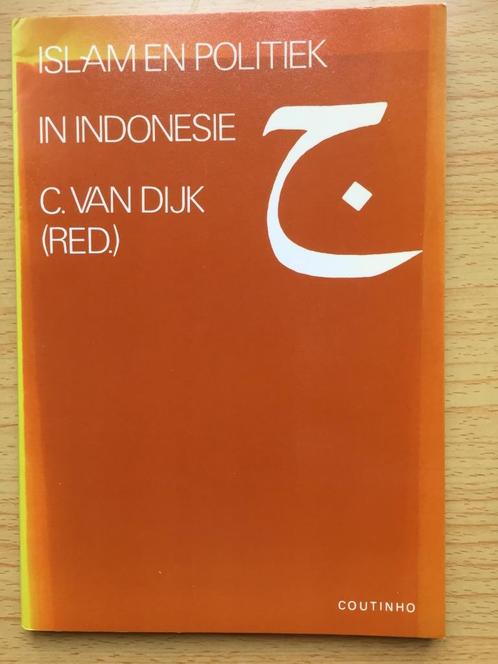 ISLAM EN POLITIEK
IN INDONESIE
ج
C. VAN DIJK
(RED.)
COUTINHO